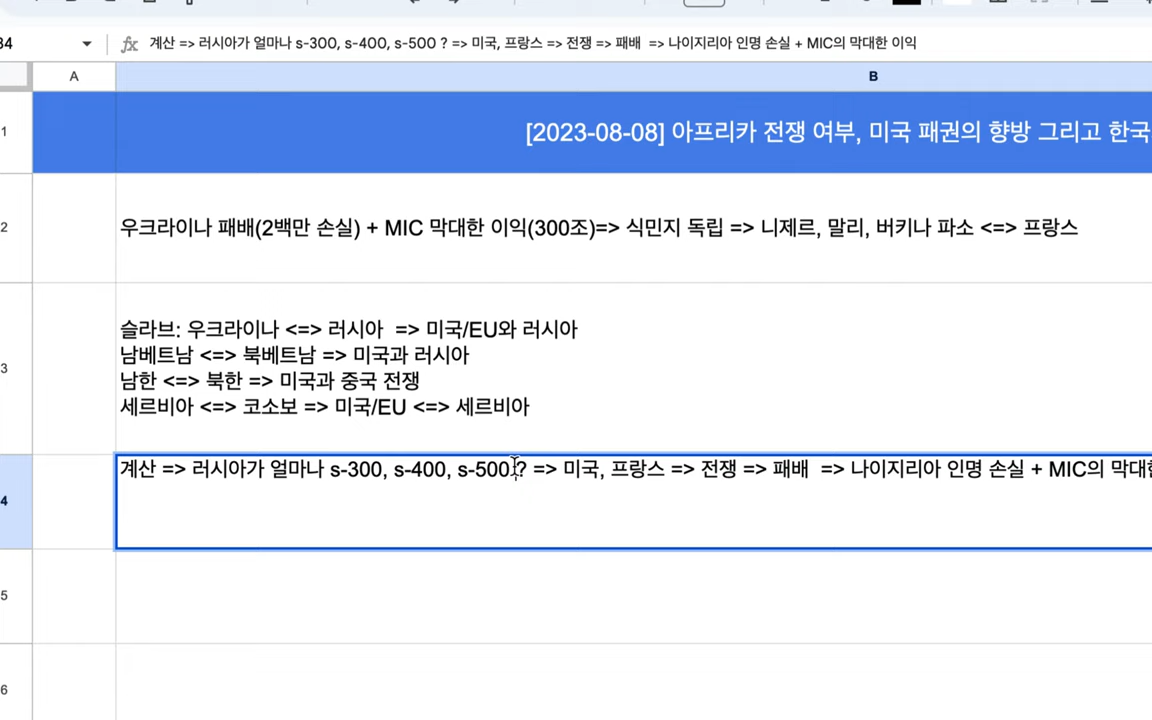 34
fx 계산 => 러시아가 얼마나 s-300, s-400, s-500 ? => 미국, 프랑스 => 전쟁 => 패배  => 나이지리아 인명 손실 + MIC의 막대한 이익
A B
1 [2023-08-08] 아프리카 전쟁 여부, 미국 패권의 향방 그리고 한국
2 우크라이나 패배(2백만 손실) + MIC 막대한 이익(300조)=> 식민지 독립 => 니제르, 말리, 버키나 파소 <=> 프랑스
슬라브: 우크라이나 <=> 러시아  => 미국/EU와 러시아
남베트남 <=> 북베트남 => 미국과 러시아
3 남한 <=> 북한 => 미국과 중국 전쟁
세르비아 <=> 코소보 => 미국/EU <=> 세르비아
계산 => 러시아가 얼마나 s-300, s-400, s-500 ? => 미국, 프랑스 => 전쟁 => 패배  => 나이지리아 인명 손실 + MIC의 막대한
4
5
6